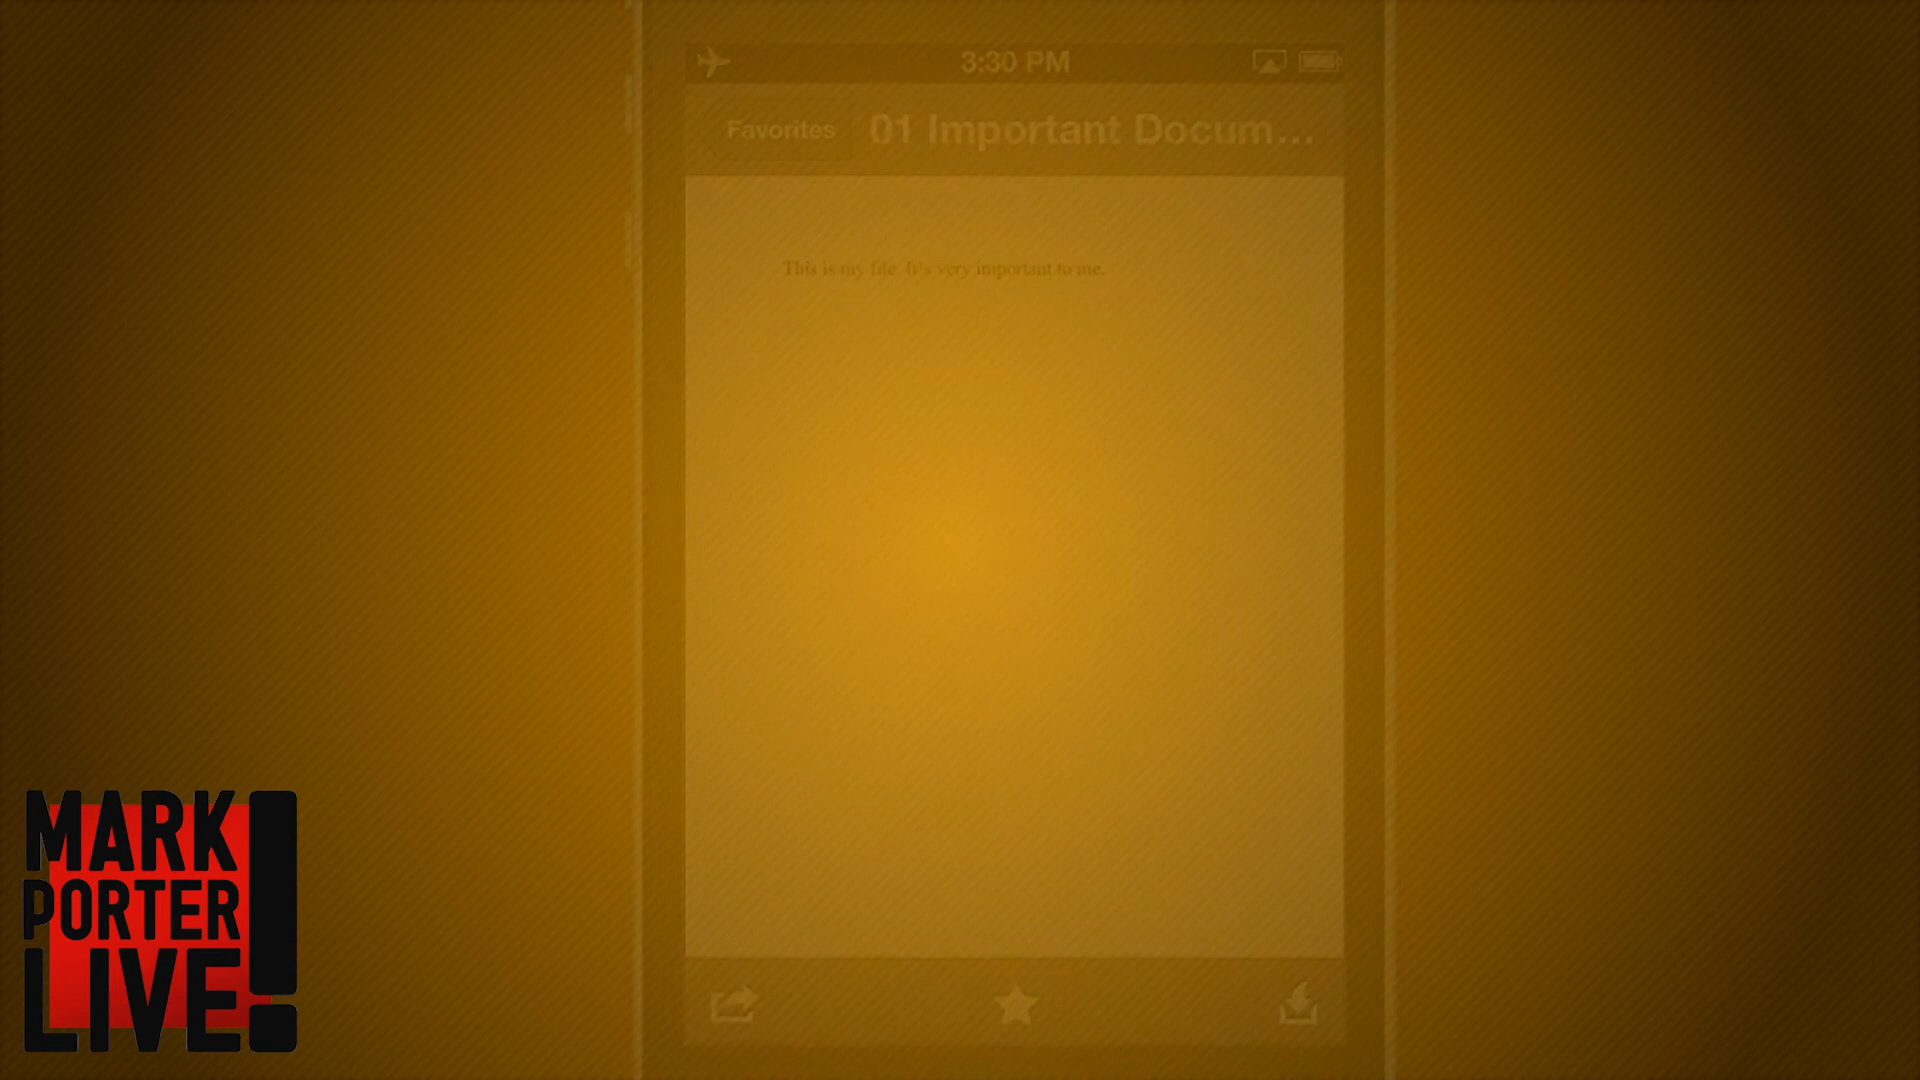 3:30 PM
Favorites
01 Important Docum...
This is my file. It's very important to me.
MARK
PORTER
LIVE!